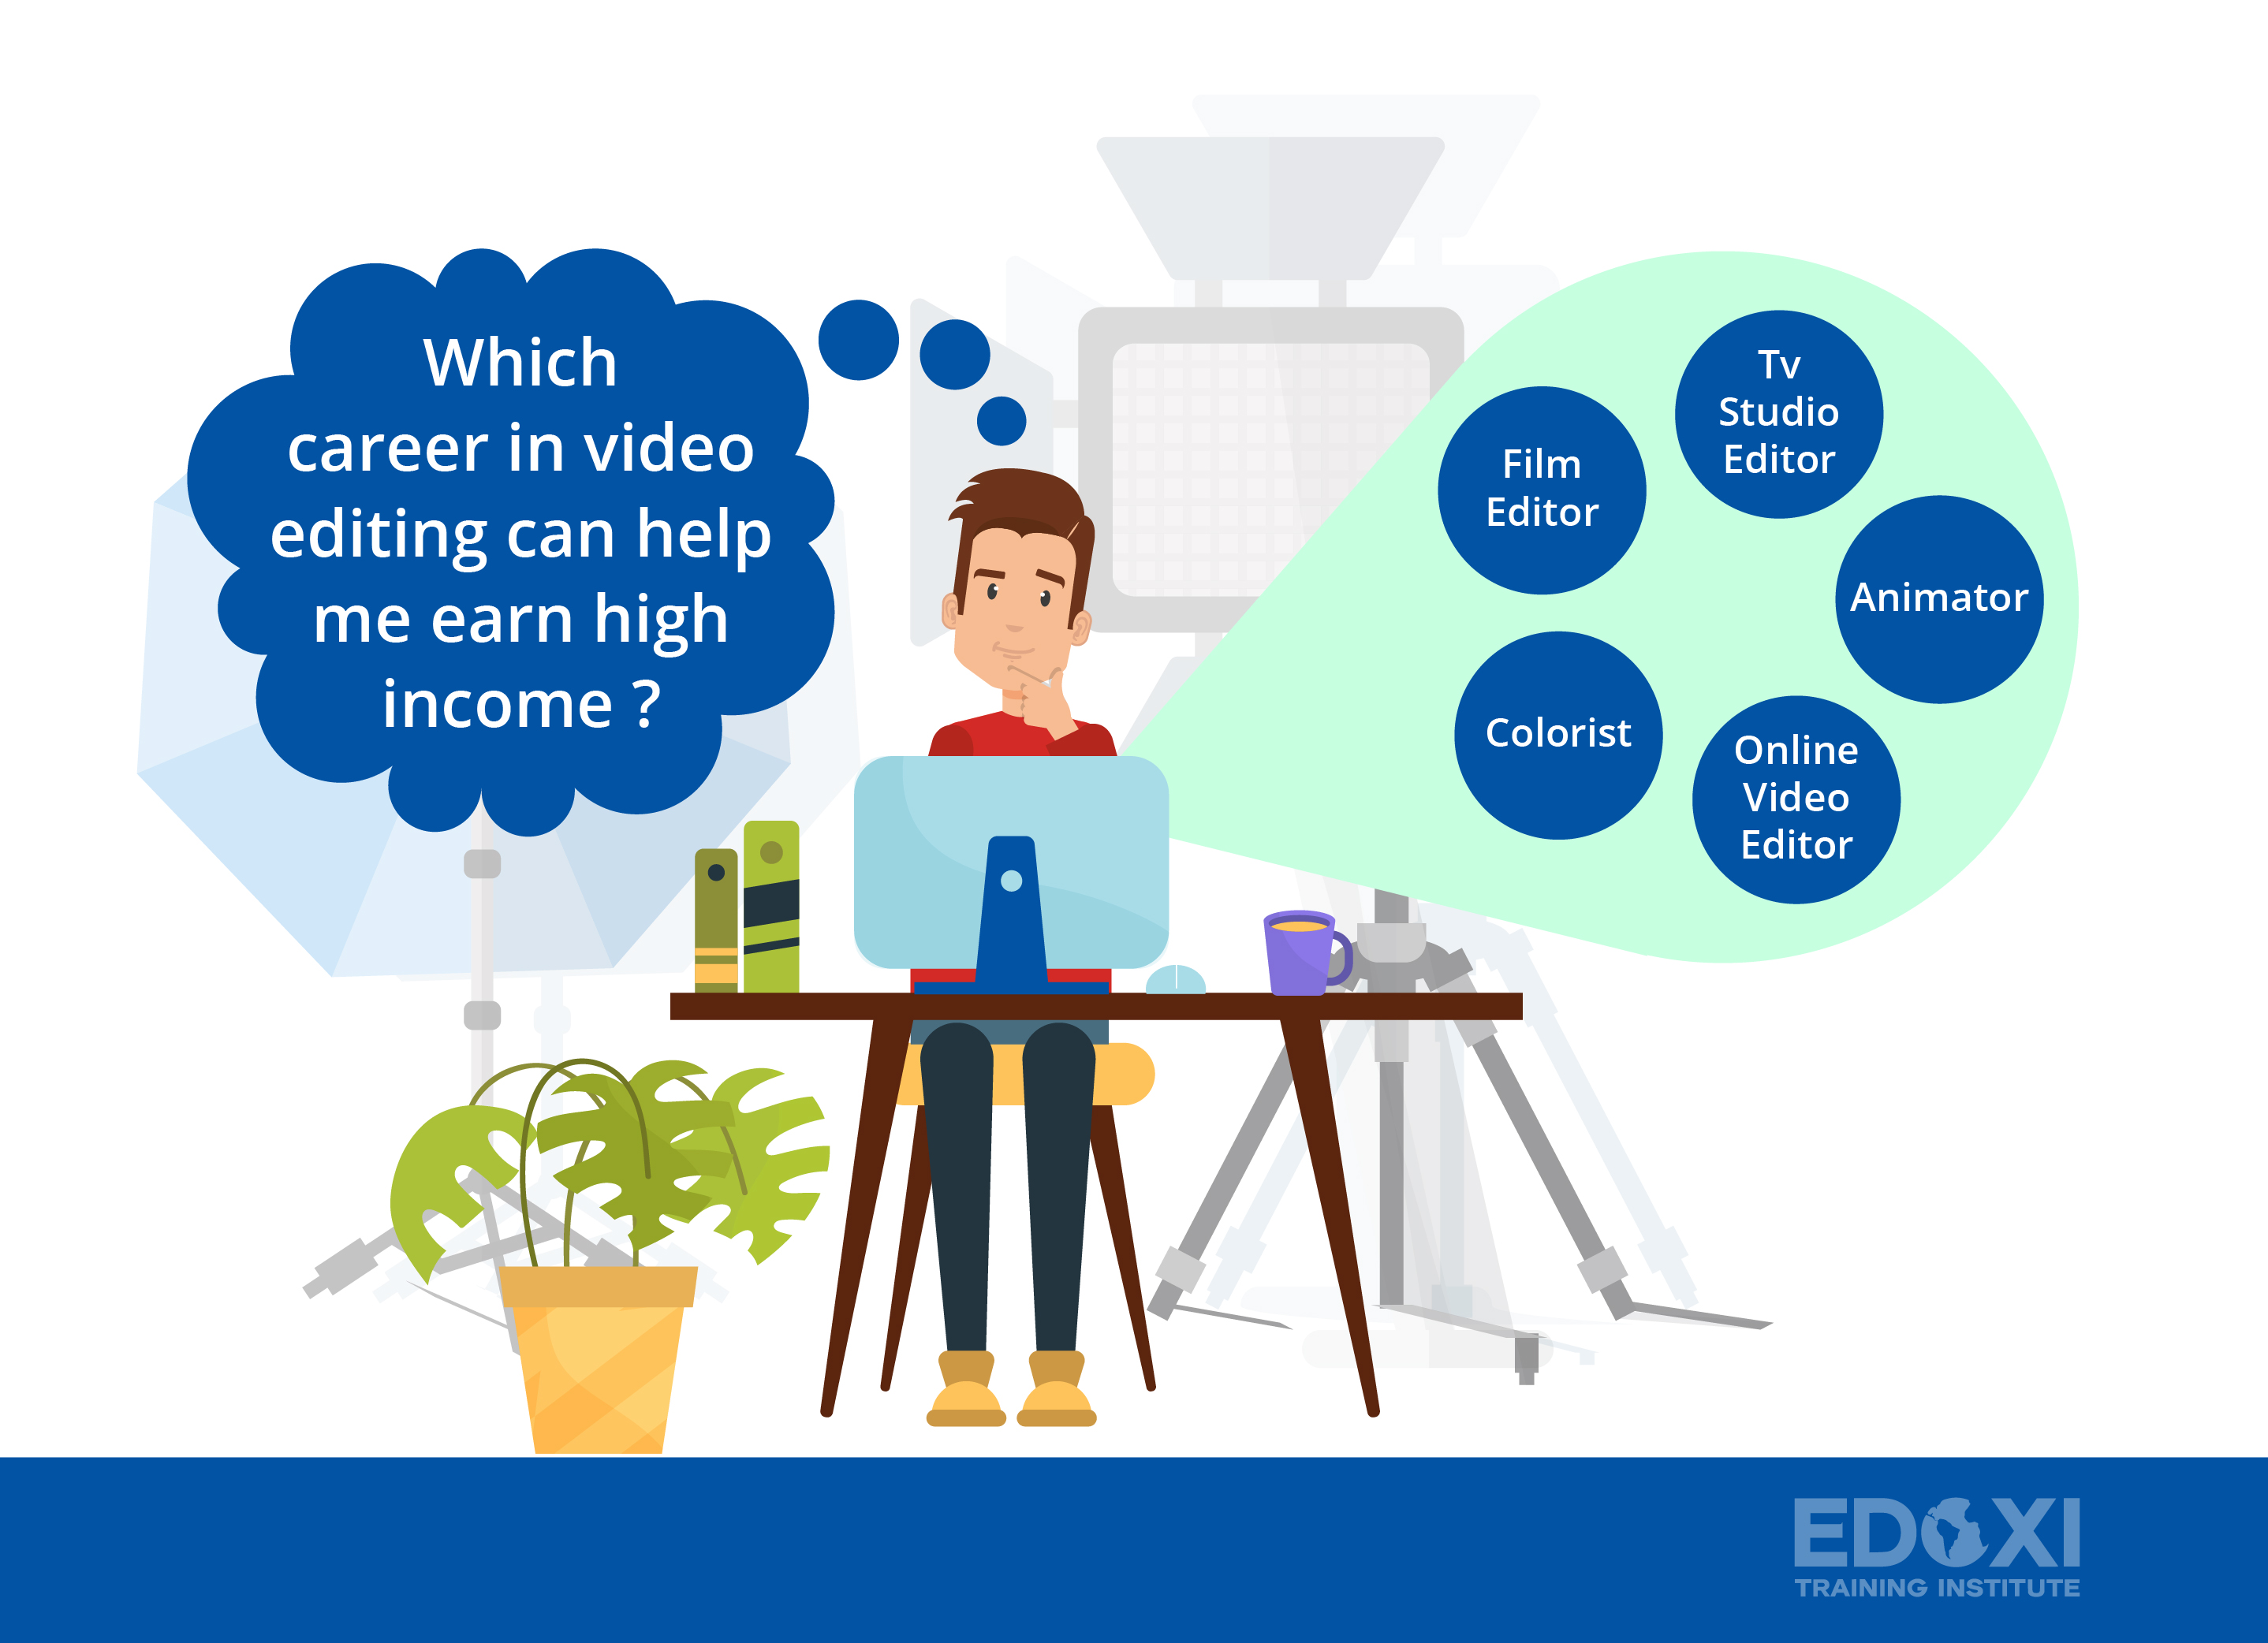 Which
career in video
editing can help
me earn high
income ?
Film
Editor
Tv
Studio
Editor
Animator
Colorist
Online
Video
Editor
EDOXI
TRAINING INSTITUTE